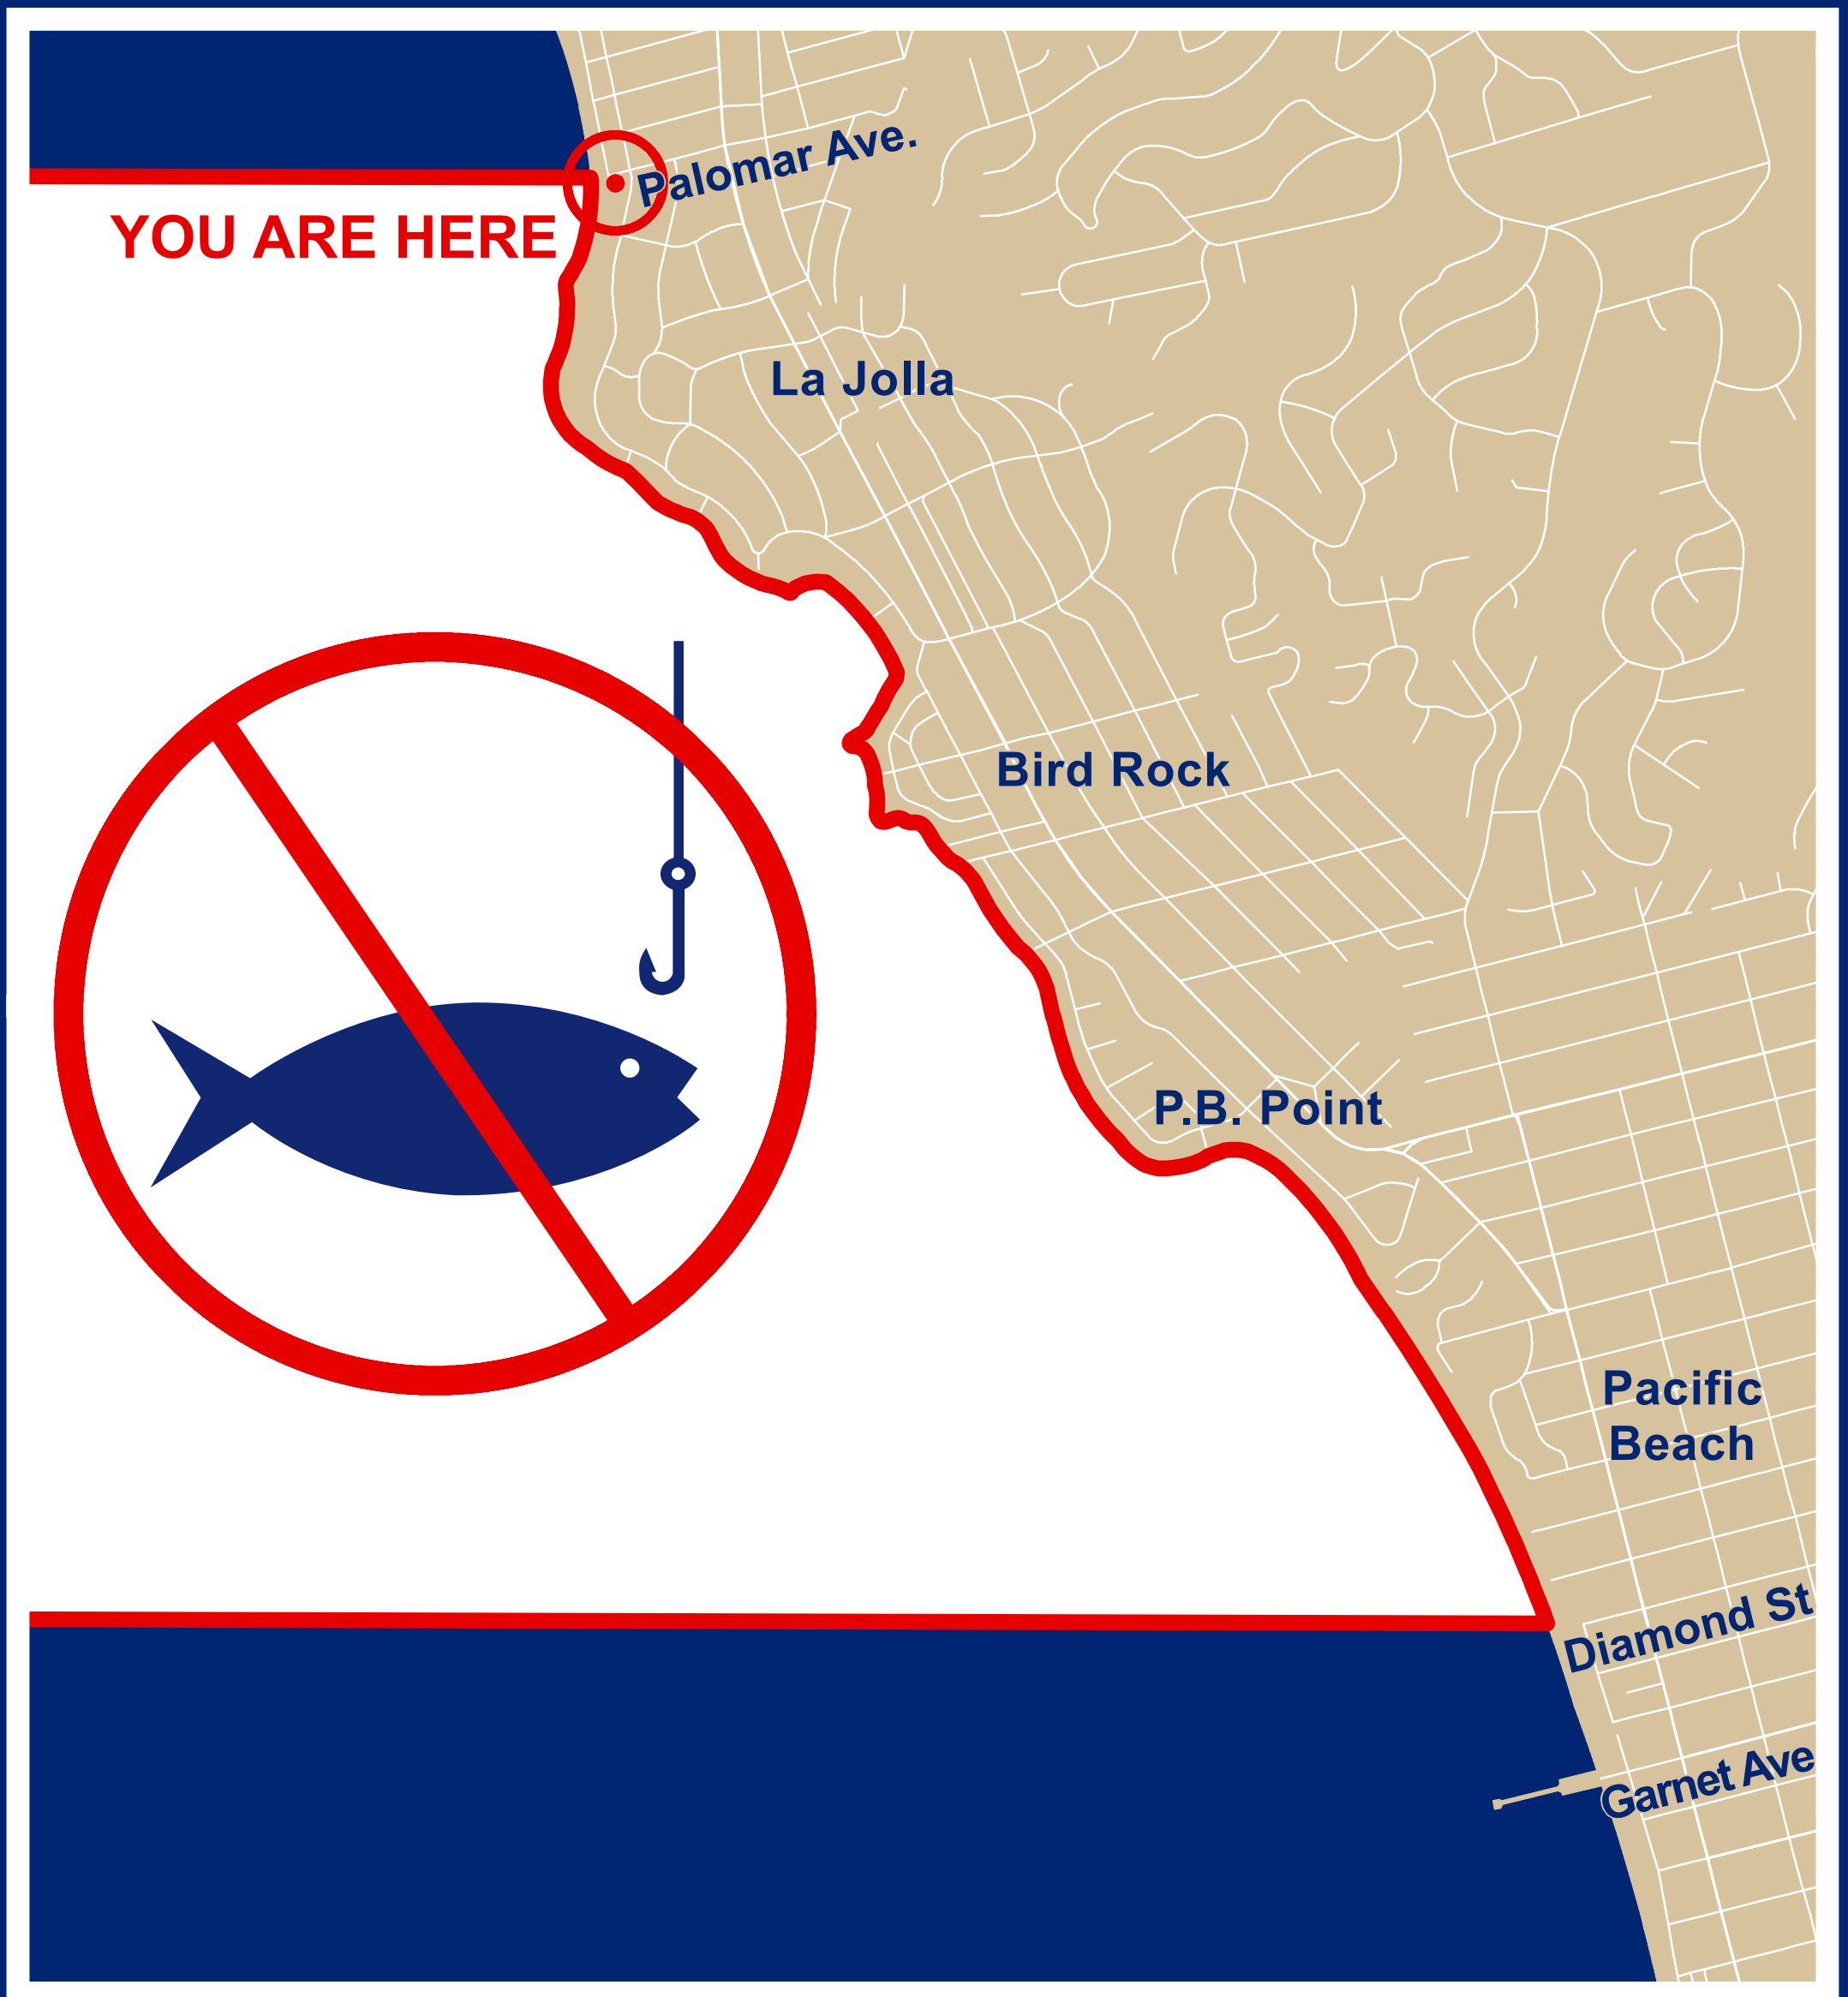 Palomar Ave.
YOU ARE HERE
La Jolla
Bird Rock
P.B. Point
Pacific
Beach
Diamond St
Garnet Ave